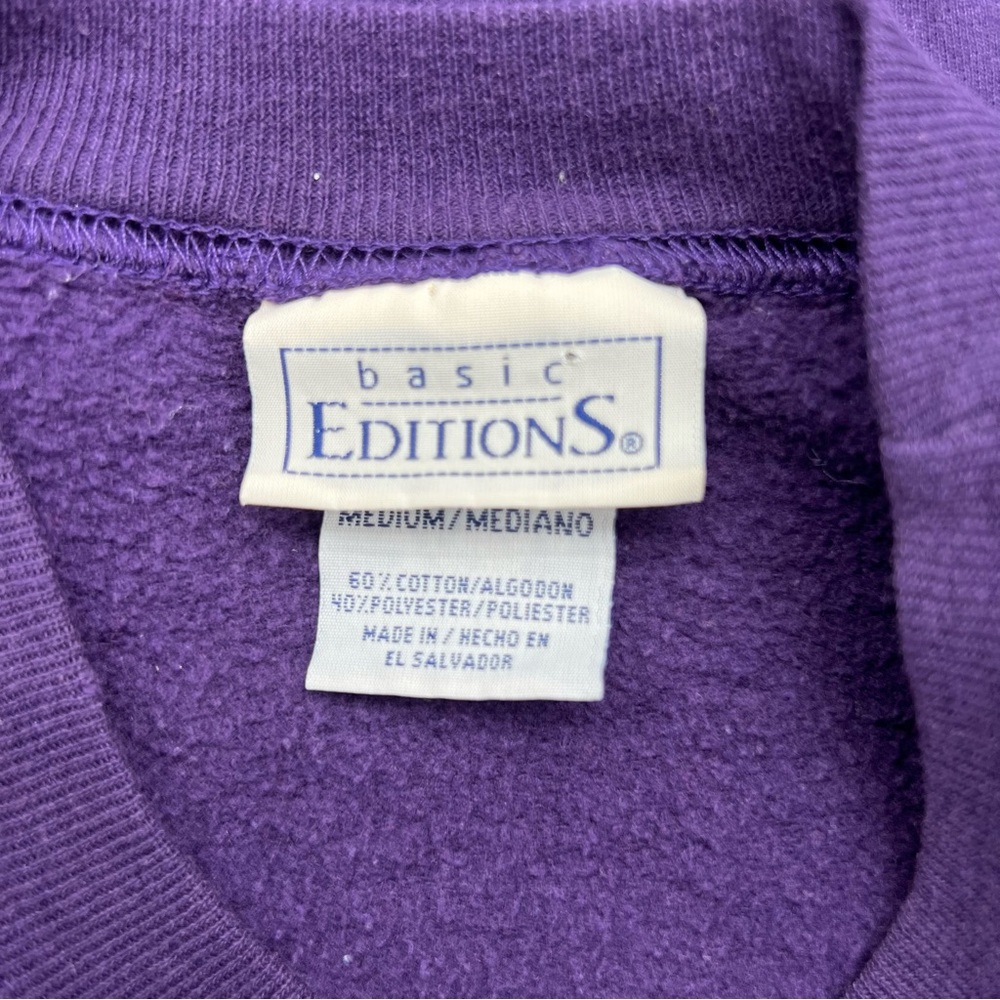 basic
EDITIONS®
MEDIUM/MEDIANO
60% COTTON/ALGODON
40% POLYESTER/POLIESTER
MADE IN / HECHO EN
EL SALVADOR